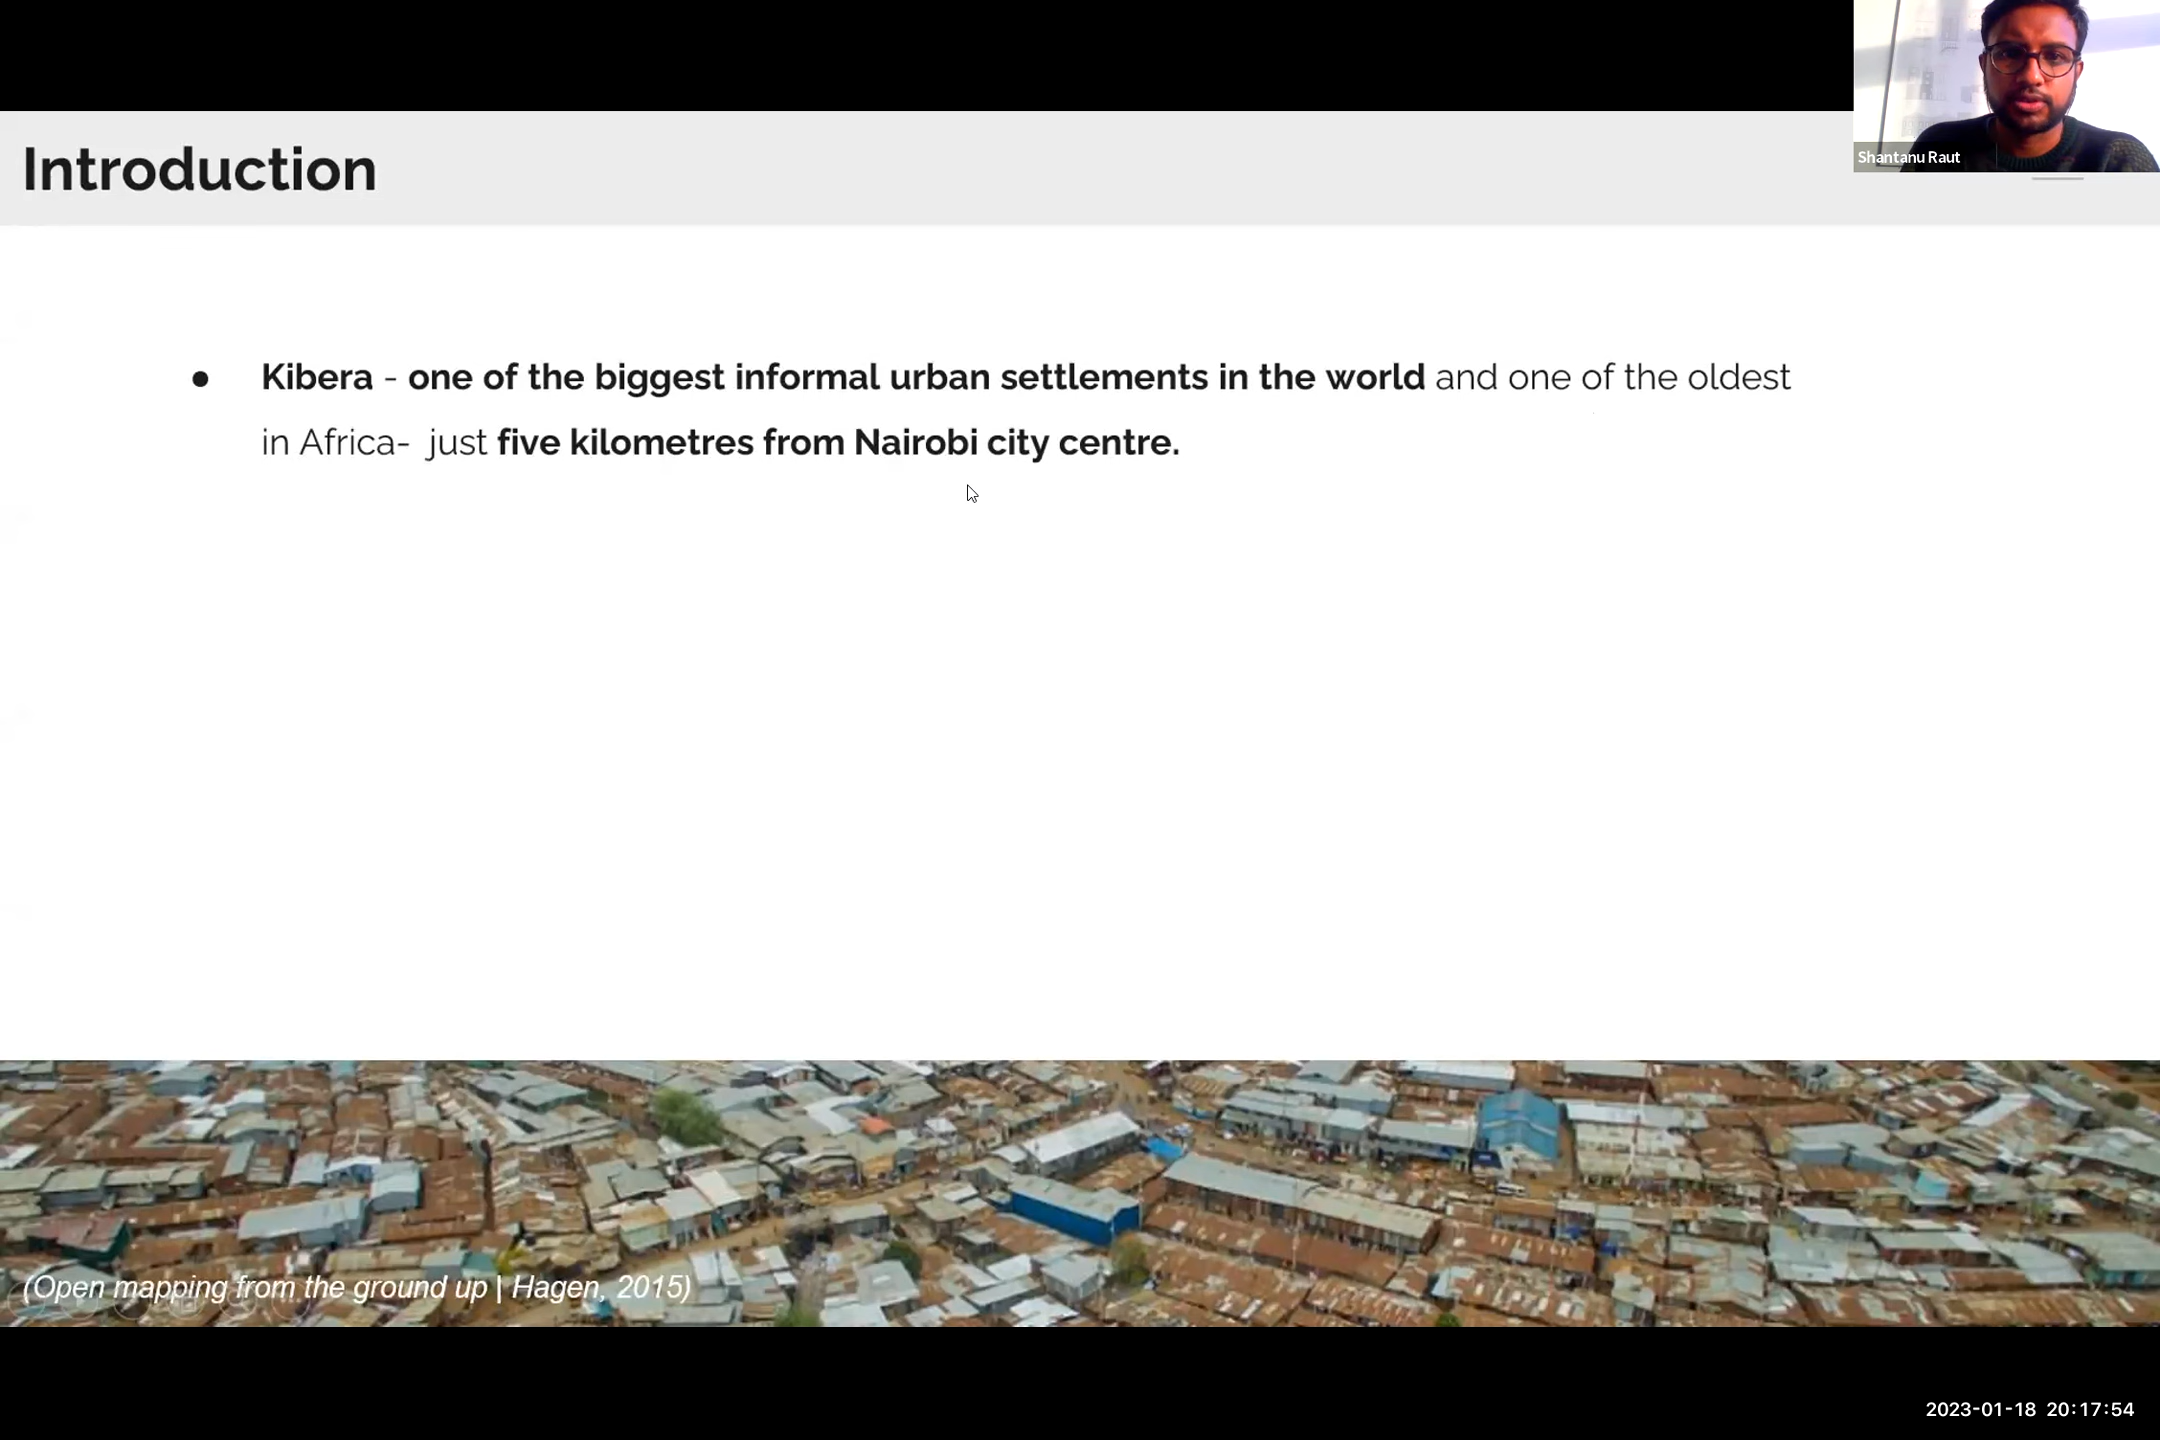 Introduction
Shantanu Raut
● Kibera - one of the biggest informal urban settlements in the world and one of the oldest
in Africa- just five kilometres from Nairobi city centre.
(Open mapping from the ground up | Hagen, 2015)
2023-01-18 20:17:54